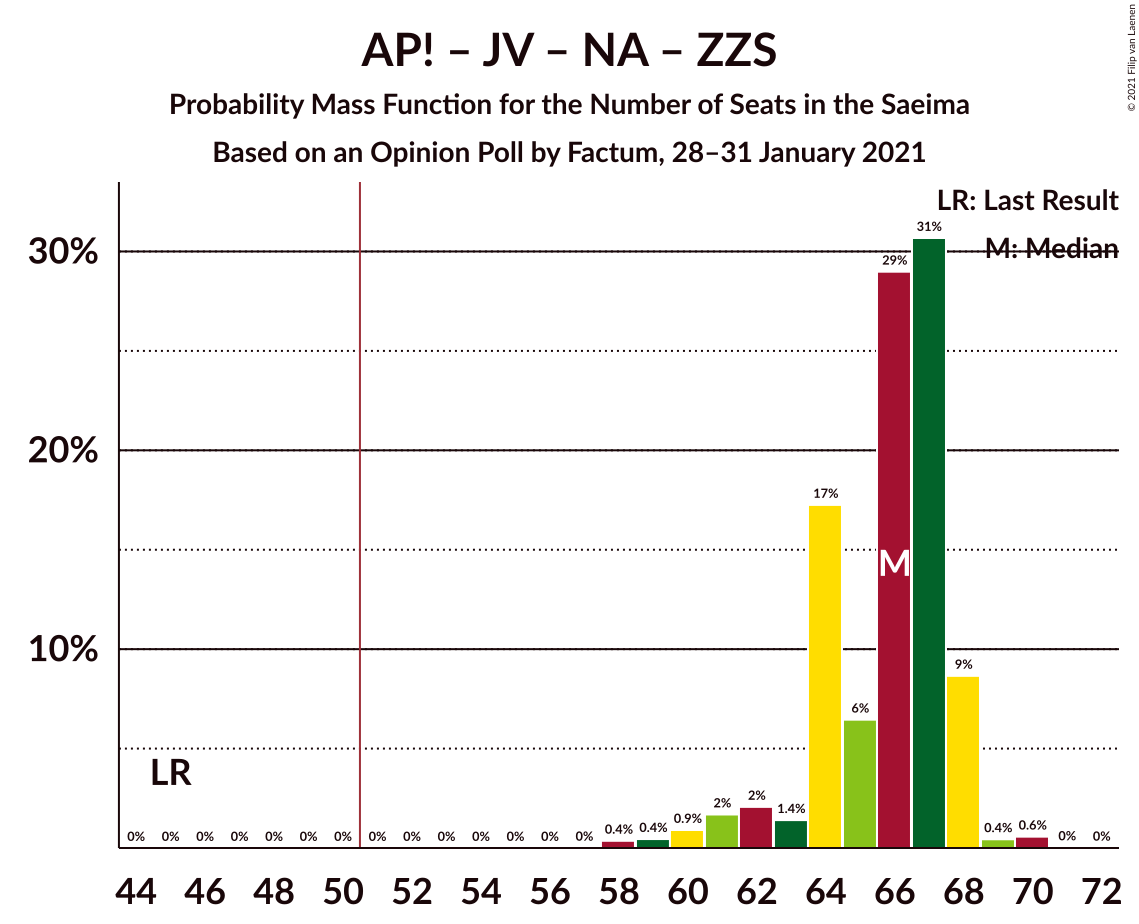 AP! – JV – NA – ZZS
Probability Mass Function for the Number of Seats in the Saeima
Based on an Opinion Poll by Factum, 28–31 January 2021
© 2021 Filip van Laenen
LR: Last Result
M: Median
30%
20%
10%
LR
M
0% 0% 0% 0% 0% 0% 0% 0% 0% 0% 0% 0% 0% 0% 0.4% 0.4% 0.9% 2% 2% 1.4% 17% 6% 29% 31% 9% 0.4% 0.6% 0% 0%
44 46 48 50 52 54 56 58 60 62 64 66 68 70 72